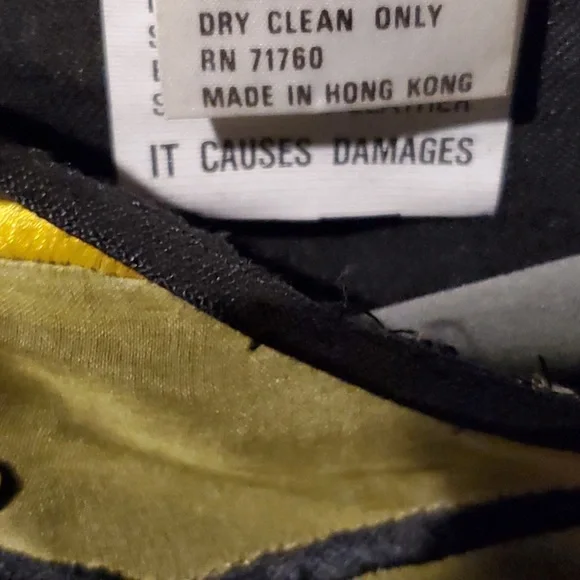 DRY CLEAN ONLY
RN 71760
MADE IN HONG KONG
IT CAUSES DAMAGES